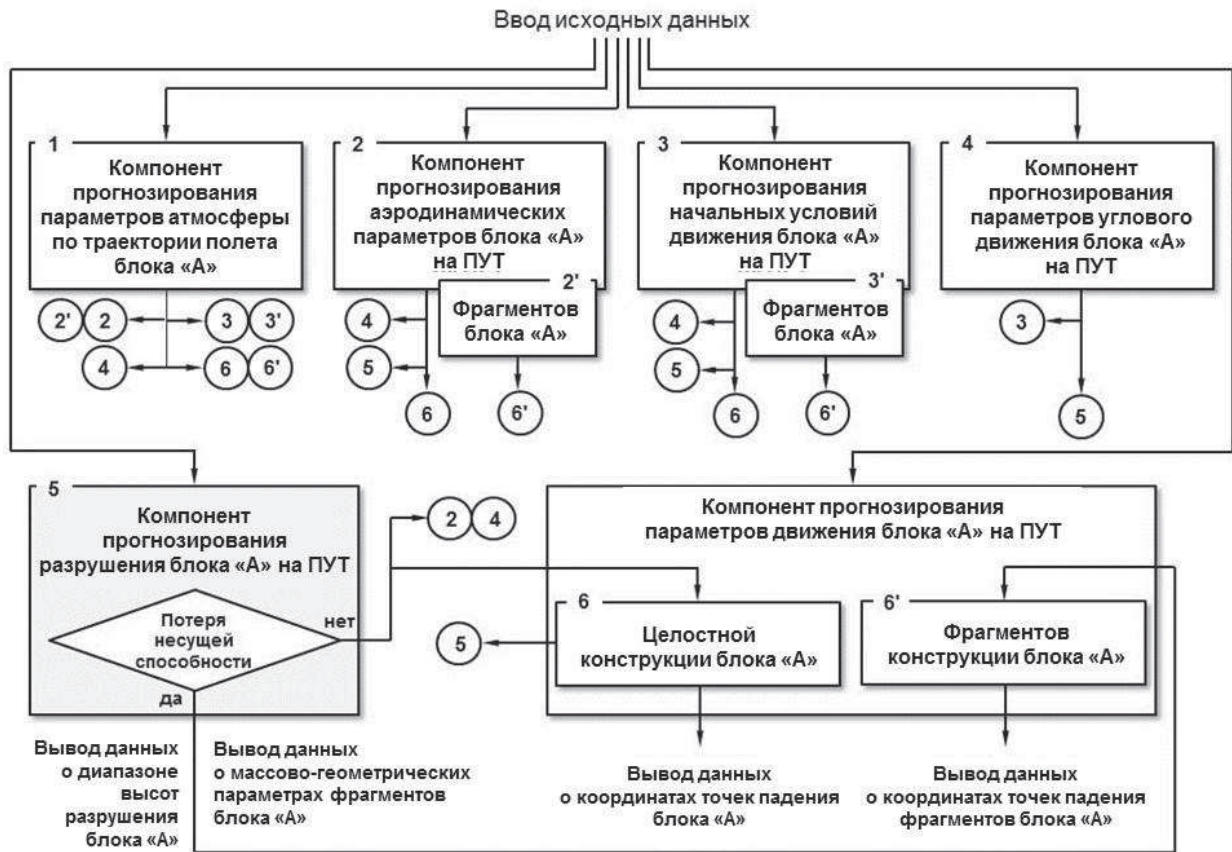 Ввод исходных данных
1
Компонент
прогнозирования
параметров атмосферы
по траектории полета
блока «А»
2' 2
3 3'
4
6 6'
2
Компонент
прогнозирования
аэродинамических
параметров блока «А»
на ПУТ
2'
Фрагментов
блока «А»
4
5
6
6'
3
Компонент
прогнозирования
начальных условий
движения блока «А»
на ПУТ
3'
Фрагментов
блока «А»
4
5
6
6'
4
Компонент
прогнозирования
параметров углового
движения блока «А»
на ПУТ
3
5
5
Компонент
прогнозирования
разрушения блока «А» на ПУТ
Потеря
несущей
способности
нет
да
2 4
Компонент прогнозирования
параметров движения блока «А» на ПУТ
6
Целостной
конструкции блока «А»
5
6'
Фрагментов
конструкции блока «А»
Вывод данных
о диапазоне
высот
разрушения
блока «А»
Вывод данных
о массово-геометрических
параметрах фрагментов
блока «А»
Вывод данных
о координатах точек падения
блока «А»
Вывод данных
о координатах точек падения
фрагментов блока «А»